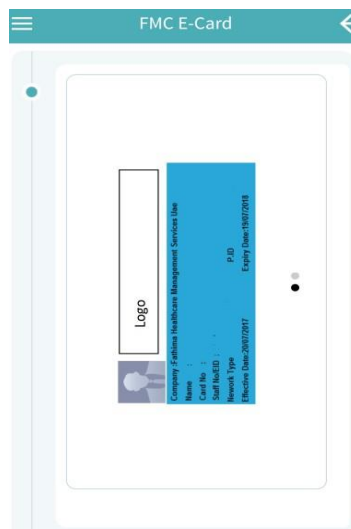 FMC E-Card
Logo
Company :Fathima Healthcare Management Services Uae
Name :
Card No :
Staff No/EID :
Nework Type P.ID
Effective Date:20/07/2017 Expiry Date:19/07/2018